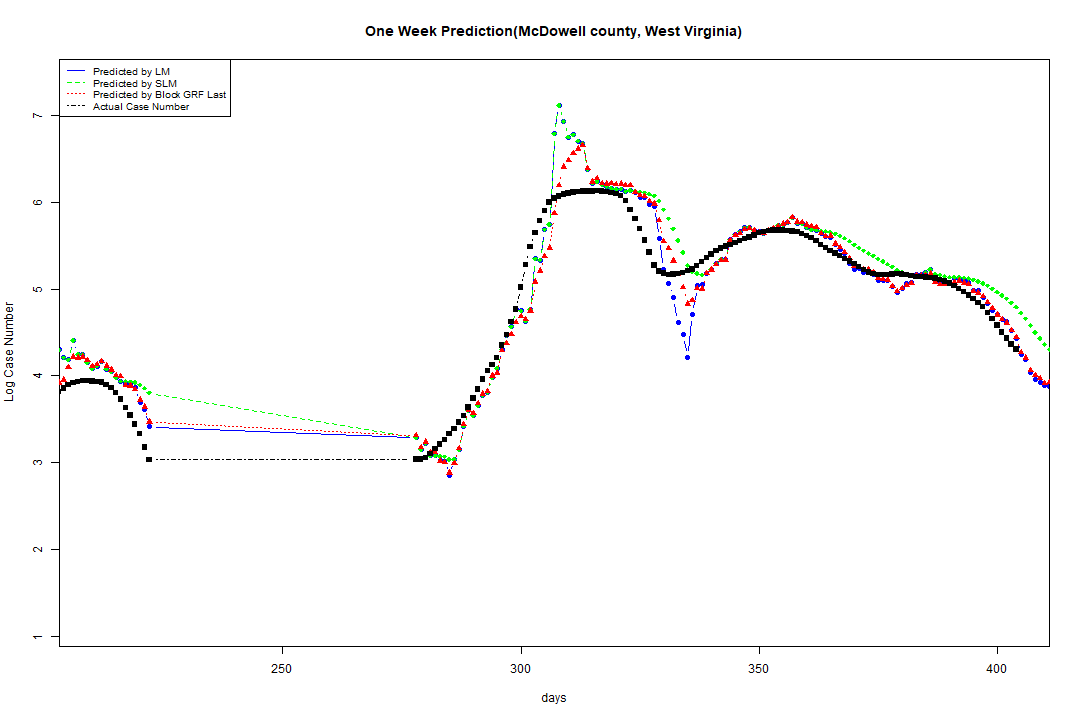 One Week Prediction(McDowell county, West Virginia)
Predicted by LM
Predicted by SLM
Predicted by Block GRF Last
Actual Case Number
Log Case Number
7
6
5
4
3
2
1
250 300 350 400
days